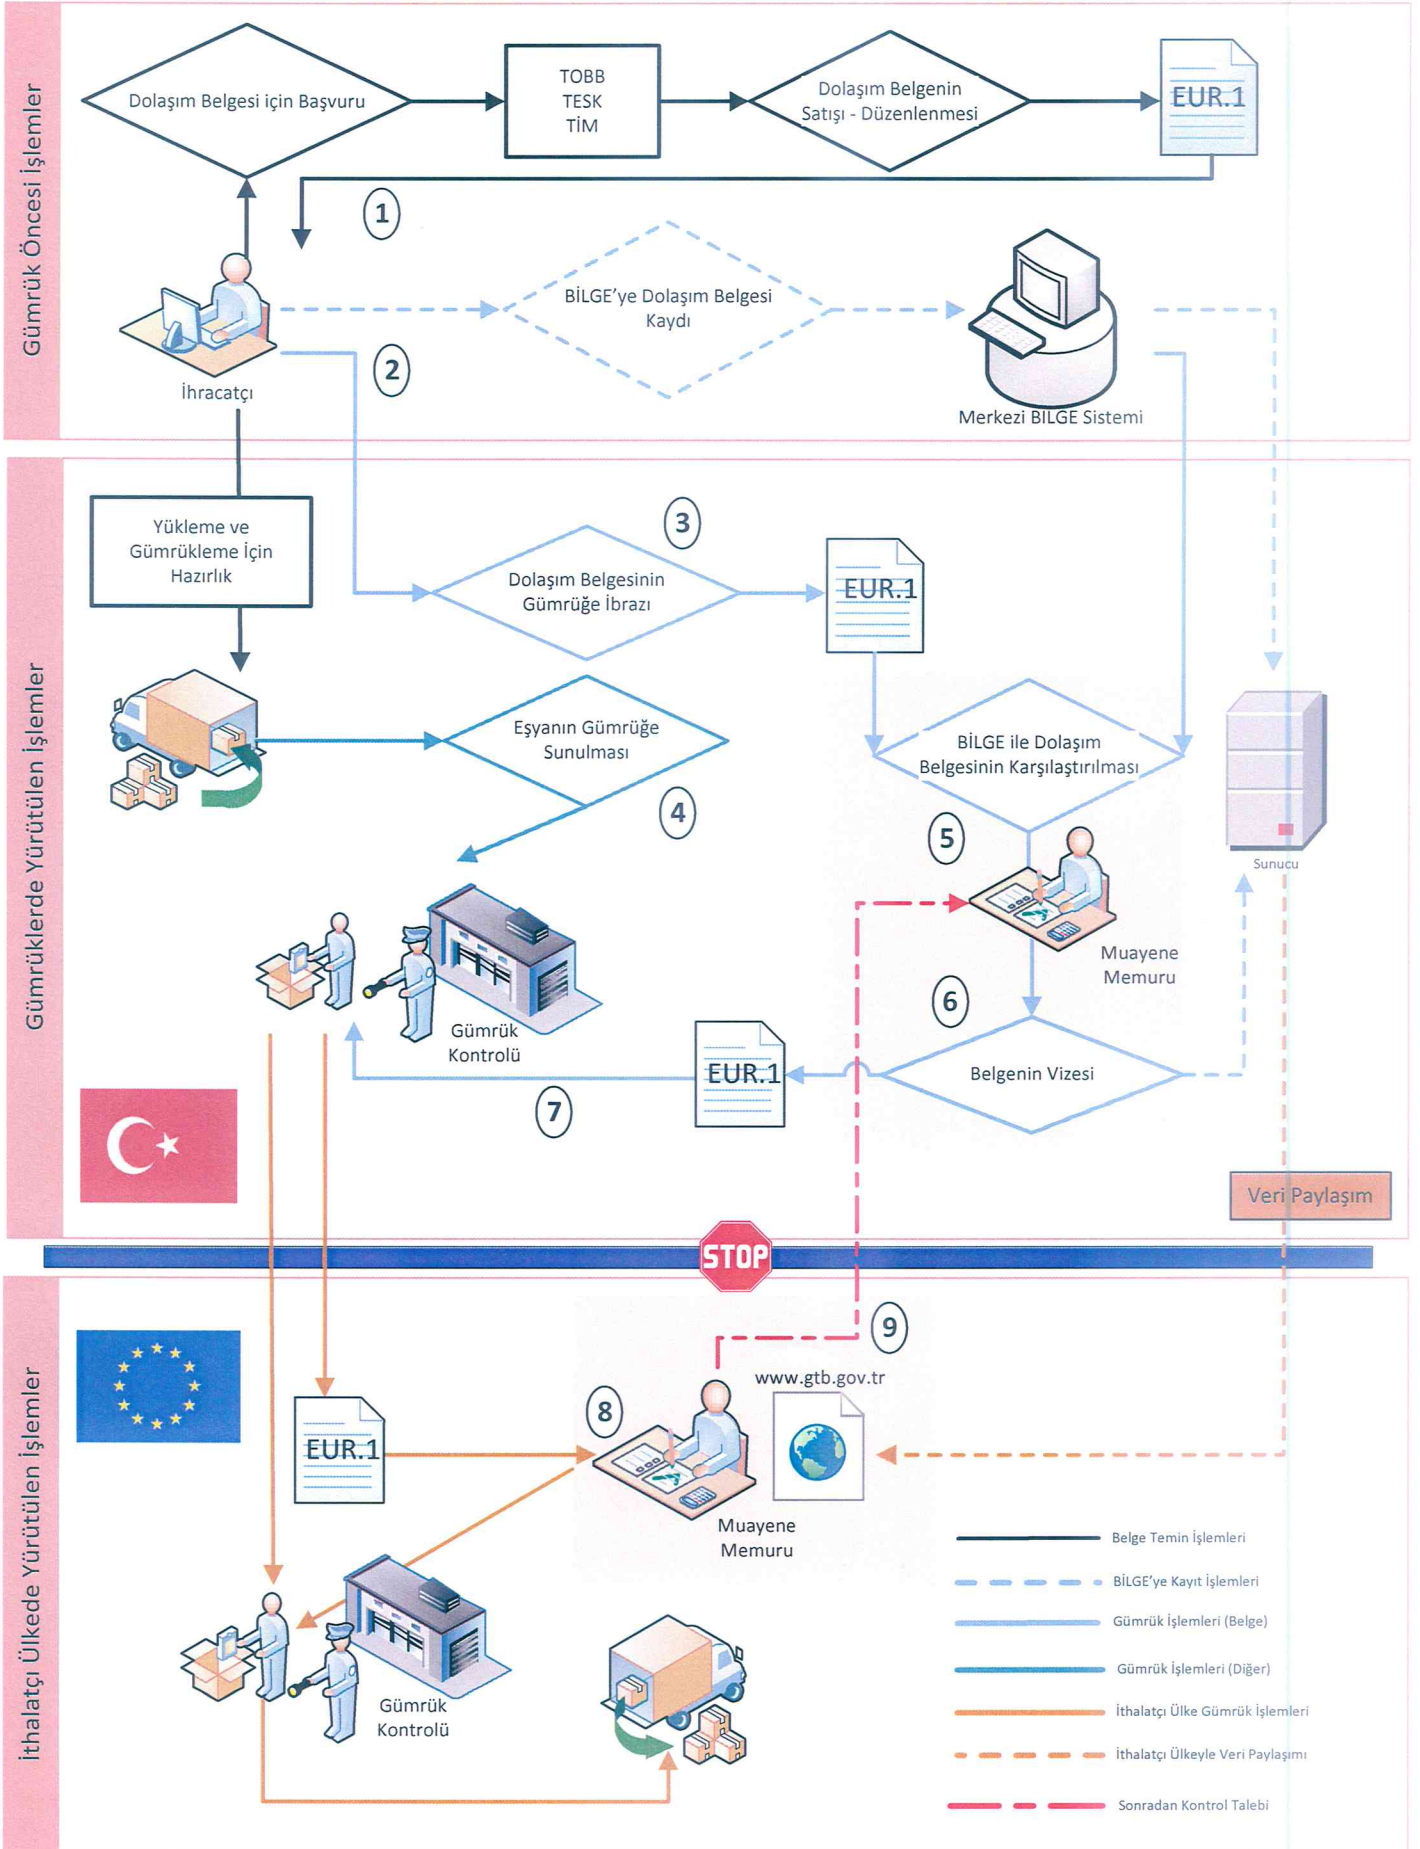 Gümrük Öncesi İşlemler
Dolaşım Belgesi için Başvuru
TOBB
TESK
TİM
Dolaşım Belgenin
Satışı - Düzenlenmesi
EUR.1
1
BİLGE'ye Dolaşım Belgesi
Kaydı
2
İhracatçı
Merkezi BİLGE Sistemi
Gümrüklerde Yürütülen İşlemler
Yükleme ve
Gümrükleme İçin
Hazırlık
3
Dolaşım Belgesinin
Gümrüğe İbrazı
EUR.1
Eşyanın Gümrüğe
Sunulması
4
BİLGE ile Dolaşım
Belgesinin Karşılaştırılması
5
Sunucu
Muayene
Memuru
6
Gümrük
Kontrolü
EUR.1
Belgenin Vizesi
7
Veri Paylaşım
STOP
İthalatçı Ülkede Yürütülen İşlemler
9
www.gtb.gov.tr
8
EUR.1
Muayene
Memuru
Gümrük
Kontrolü
Belge Temin İşlemleri
BİLGE'ye Kayıt İşlemleri
Gümrük İşlemleri (Belge)
Gümrük İşlemleri (Diğer)
İthalatçı Ülke Gümrük İşlemleri
İthalatçı Ülkeyle Veri Paylaşımı
Sonradan Kontrol Talebi